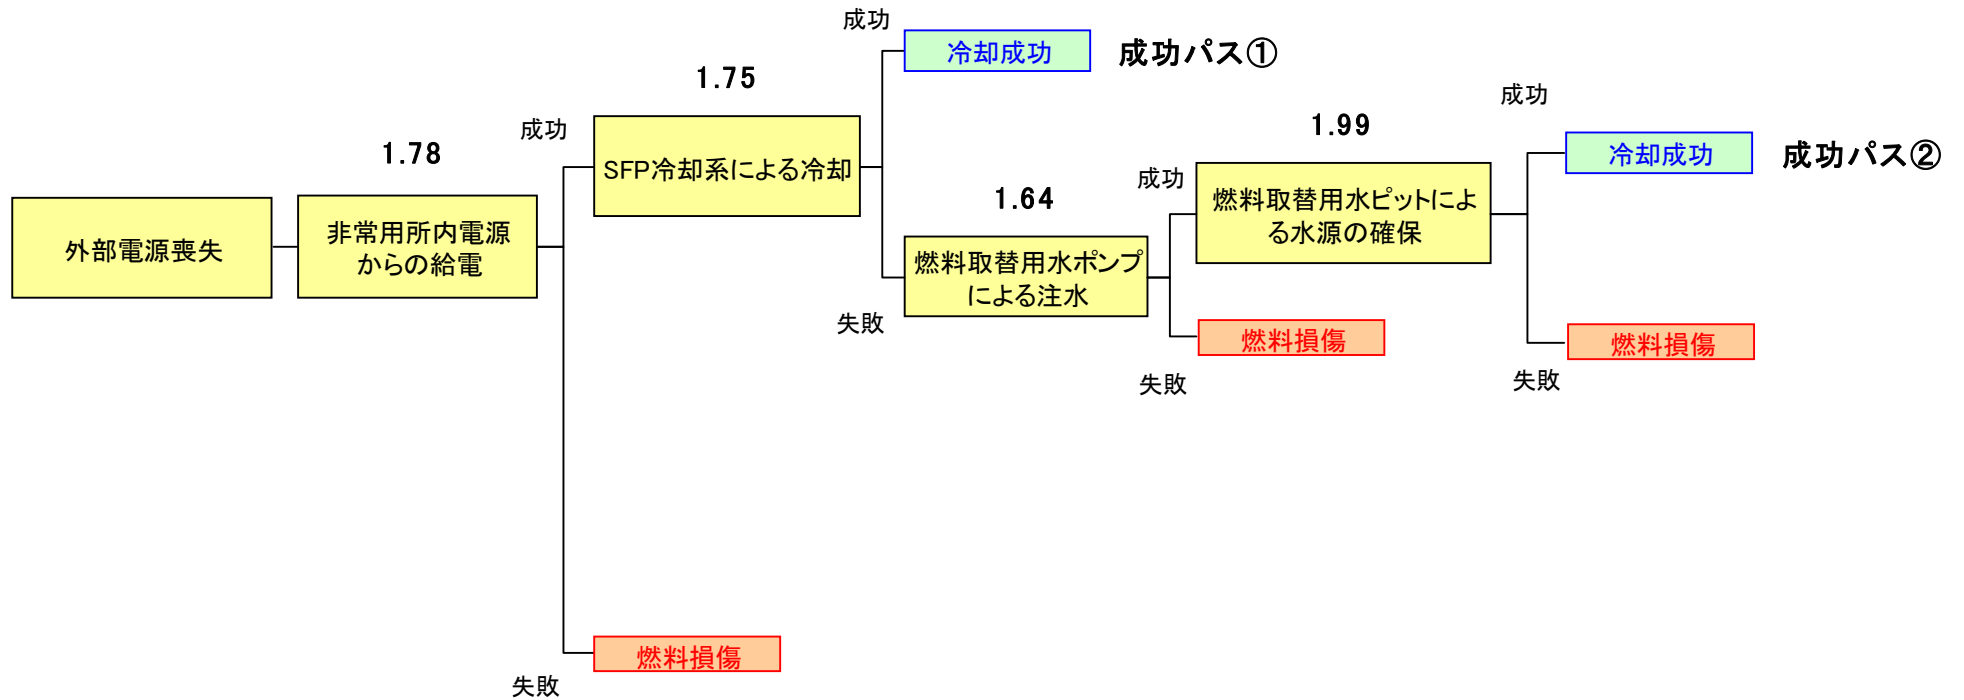 外部電源喪失
1.78
非常用所内電源
からの給電
成功
失敗
燃料損傷
1.75
SFP冷却系による冷却
成功
冷却成功
成功パス①
失敗
1.64
燃料取替用水ポンプ
による注水
成功
失敗
燃料損傷
1.99
燃料取替用水ピットによ
る水源の確保
成功
冷却成功
成功パス②
失敗
燃料損傷